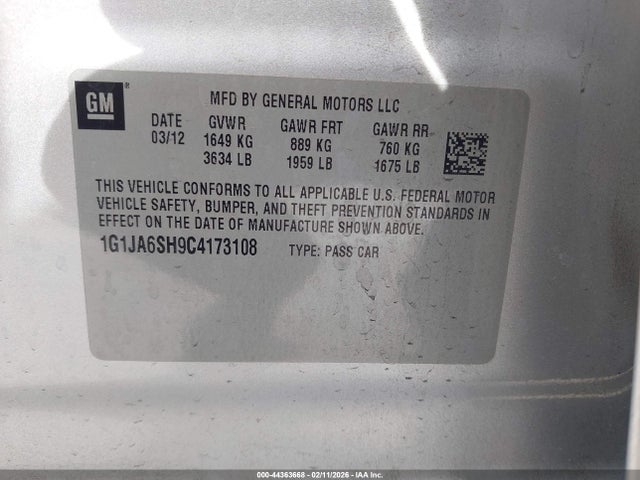 GM ®
MFD BY GENERAL MOTORS LLC
DATE GVWR GAWR FRT GAWR RR
03/12 1649 KG 889 KG 760 KG
3634 LB 1959 LB 1675 LB
THIS VEHICLE CONFORMS TO ALL APPLICABLE U.S. FEDERAL MOTOR
VEHICLE SAFETY, BUMPER, AND THEFT PREVENTION STANDARDS IN
EFFECT ON THE DATE OF MANUFACTURE SHOWN ABOVE.
1G1JA6SH9C4173108 TYPE: PASS CAR
000-44363668 - 02/11/2026 - IAA Inc.